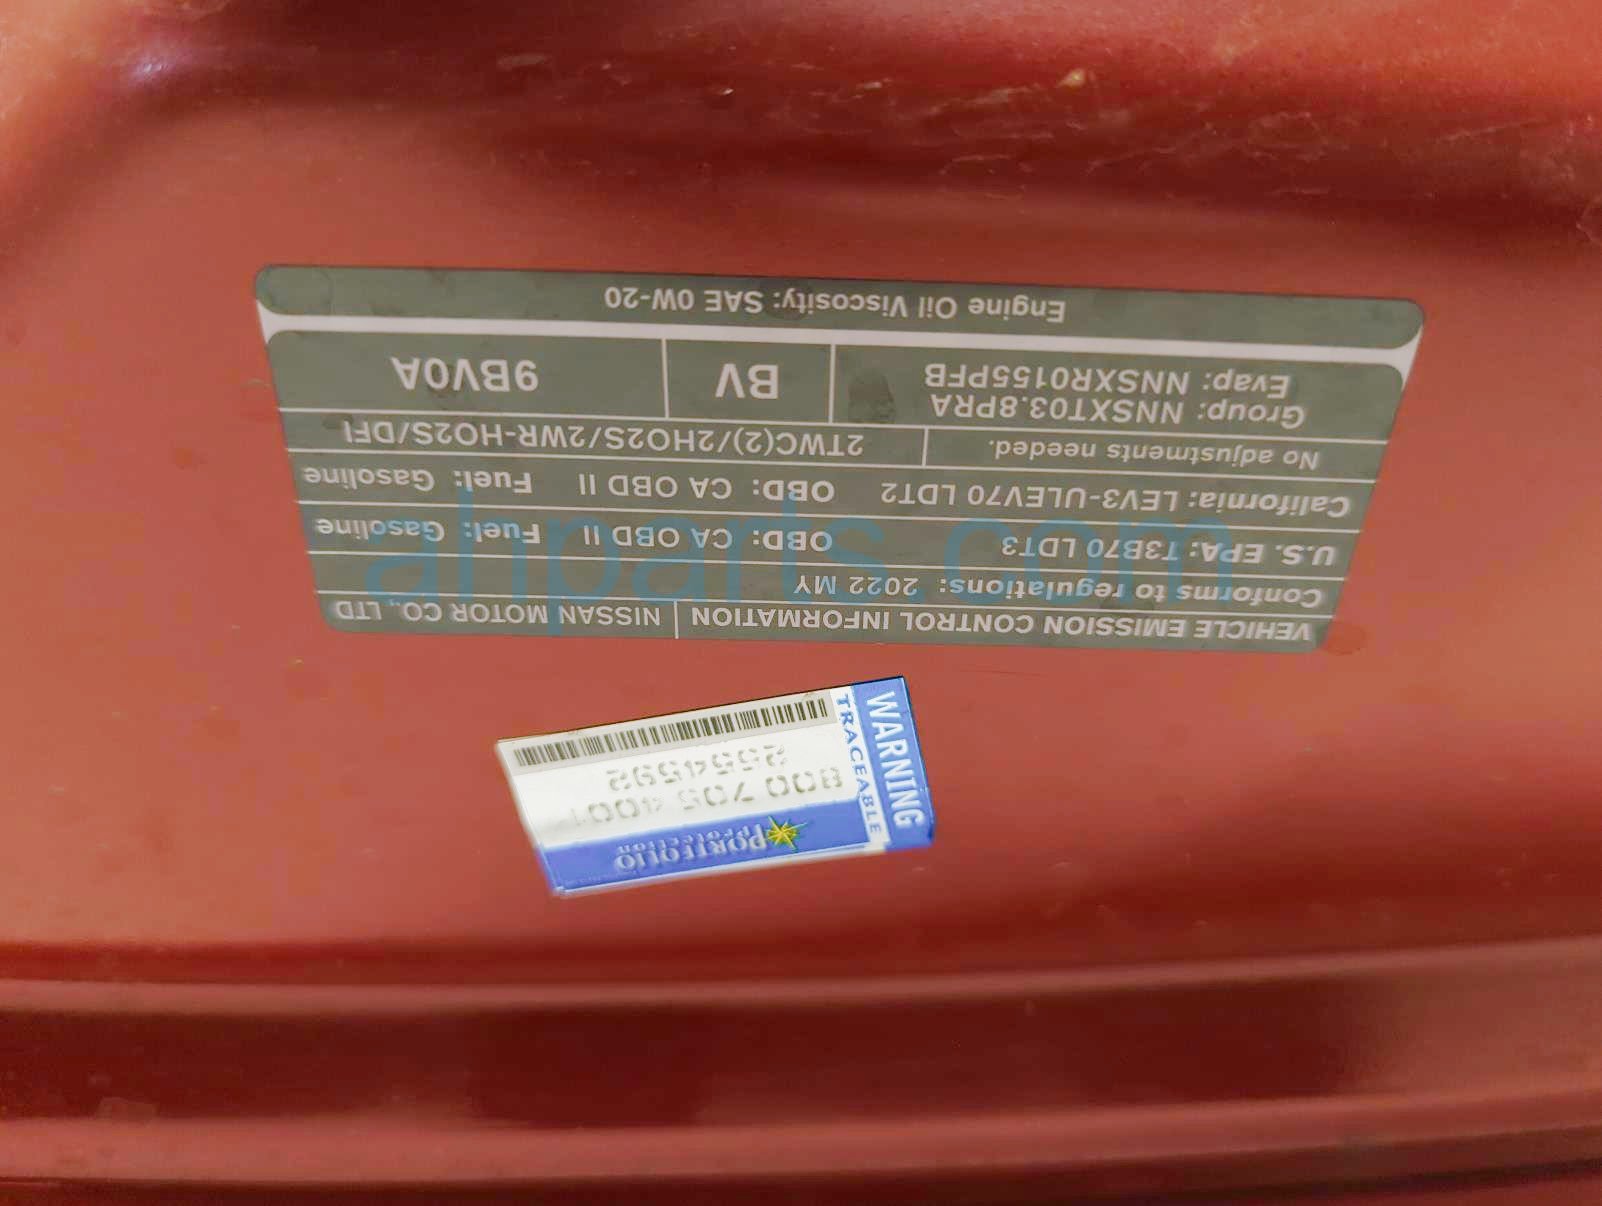 VEHICLE EMISSION CONTROL INFORMATION NISSAN MOTOR CO., LTD
Conforms to regulations: 2022 MY
U.S. EPA: T3B70 LDT3 OBD: CA OBD II Fuel: Gasoline
California: LEV3-ULEV70 LDT2 OBD: CA OBD II Fuel: Gasoline
No adjustments needed. 2TWC(2)/2HO2S/2WR-HO2S/DFI
Group: NNSXT03.8PRA
Evap: NNSXR0155PFB
BV
9BV0A
Engine Oil Viscosity: SAE 0W-20
ahparts.com
WARNING
TRACEABLE
PORTFOLIO
PROTECTION
800 705 4001
2554592